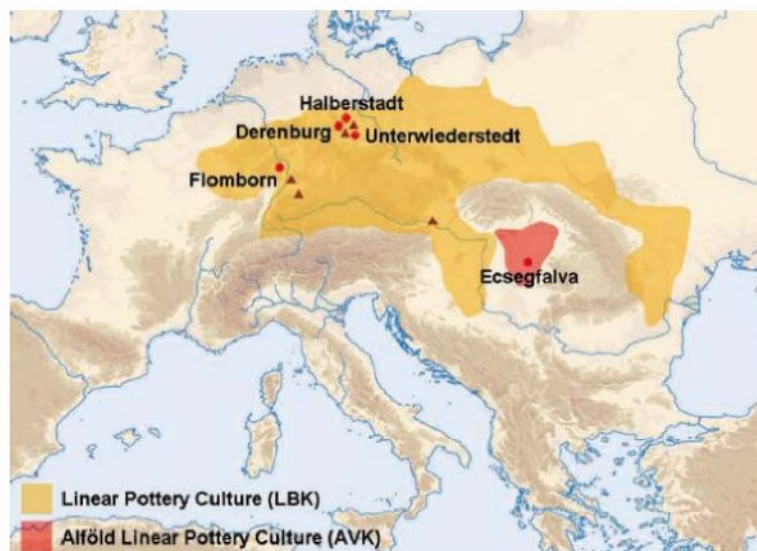 Halberstadt
Derenburg
Unterwiederstedt
Flomborn
Ecsegfalva
Linear Pottery Culture (LBK)
Alföld Linear Pottery Culture (AVK)